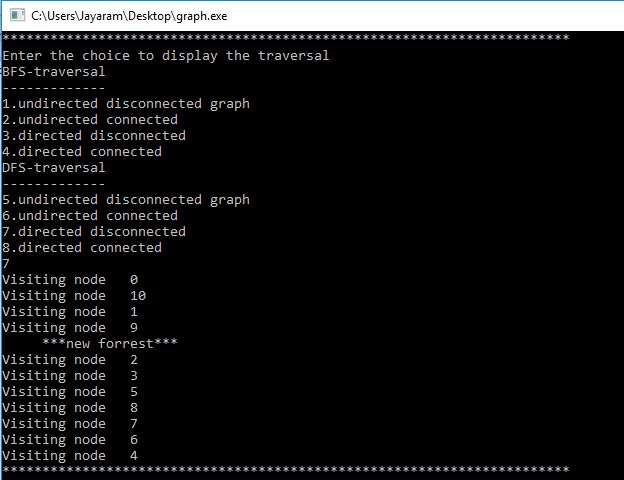 C:\Users\Jayaram\Desktop\graph.exe
***********************************************************************
Enter the choice to display the traversal
BFS-traversal
-------------
1.undirected disconnected graph
2.undirected connected
3.directed disconnected
4.directed connected
DFS-traversal
-------------
5.undirected disconnected graph
6.undirected connected
7.directed disconnected
8.directed connected
7
Visiting node   0
Visiting node   10
Visiting node   1
Visiting node   9
     ***new forrest***
Visiting node   2
Visiting node   3
Visiting node   5
Visiting node   8
Visiting node   7
Visiting node   6
Visiting node   4
***********************************************************************